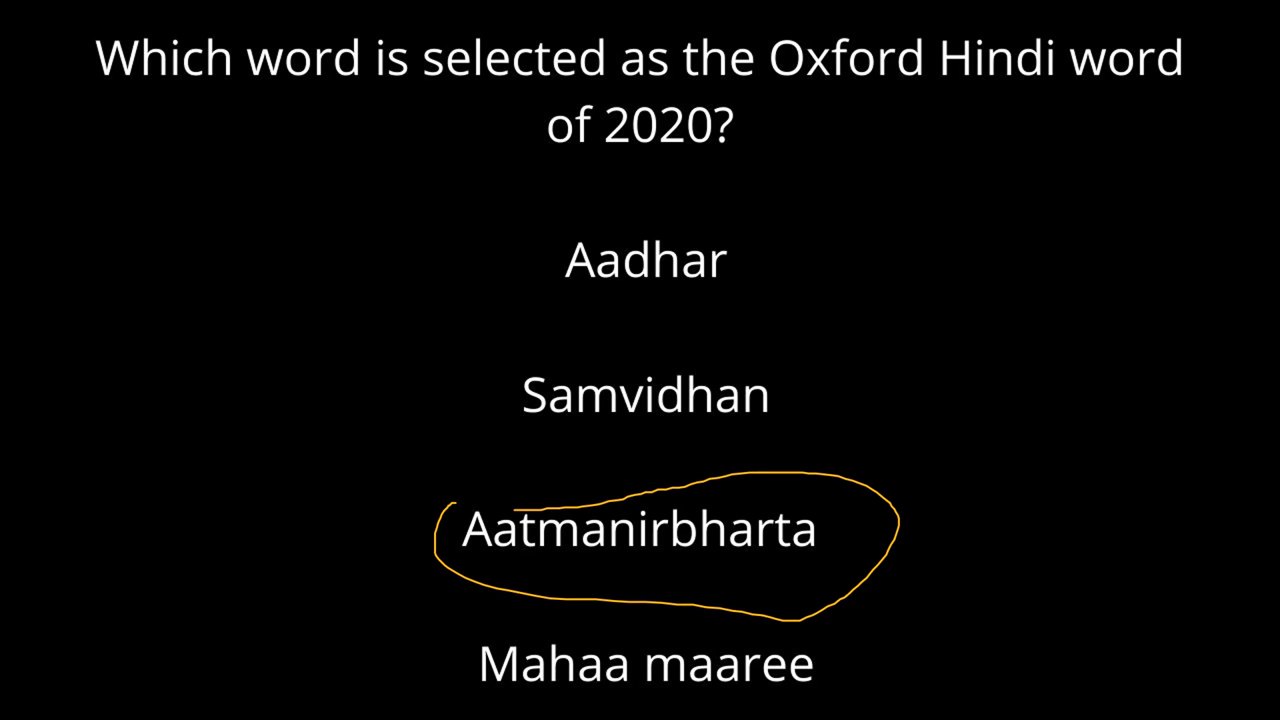 Which word is selected as the Oxford Hindi word
of 2020?
Aadhar
Samvidhan
Aatmanirbharta
Mahaa maaree